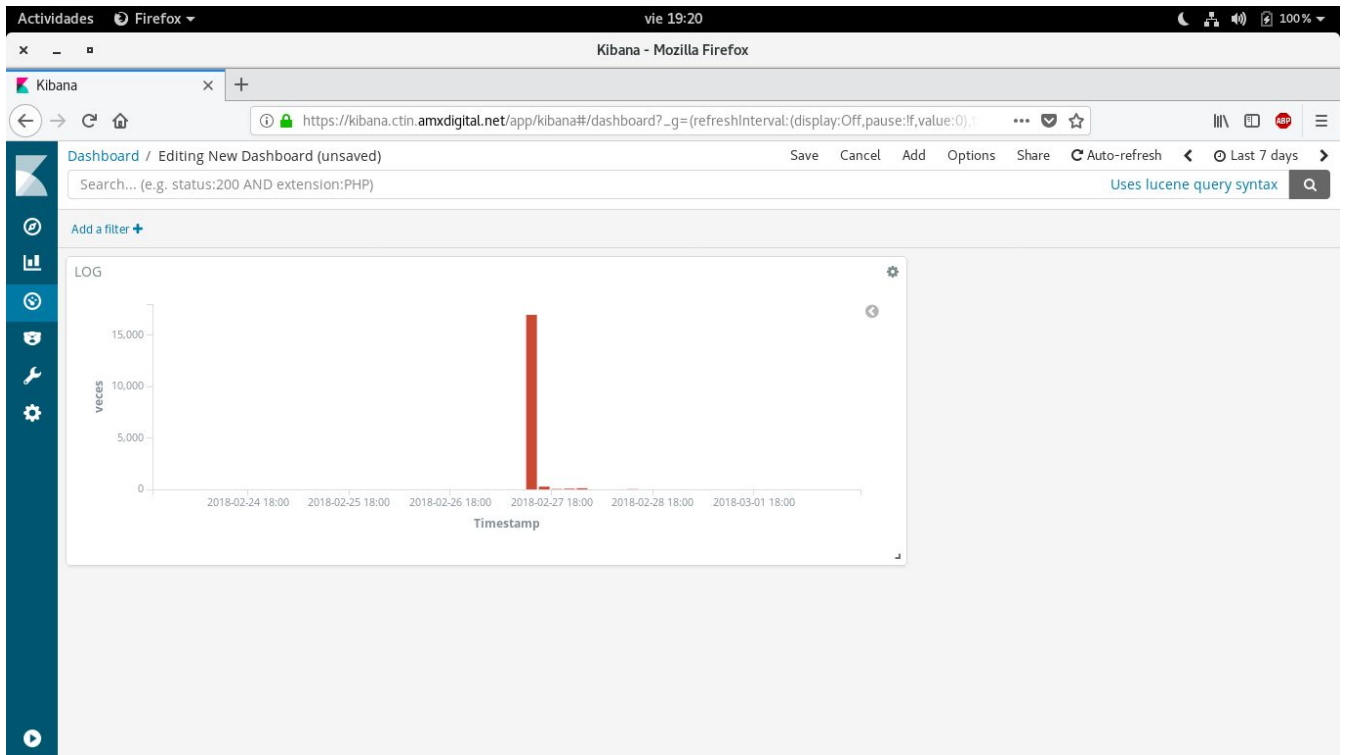 Actividades Firefox vie 19:20 100 %
Kibana - Mozilla Firefox
Kibana
https://kibana.ctin.amxdigital.net/app/kibana#/dashboard?_g=(refreshInterval:(display:Off,pause:!f,value:0),
ABP
Dashboard / Editing New Dashboard (unsaved) Save Cancel Add Options Share Auto-refresh Last 7 days
Search... (e.g. status:200 AND extension:PHP) Uses lucene query syntax
Add a filter
LOG
15,000
10,000
5,000
0
veces
2018-02-24 18:00 2018-02-25 18:00 2018-02-26 18:00 2018-02-27 18:00 2018-02-28 18:00 2018-03-01 18:00
Timestamp